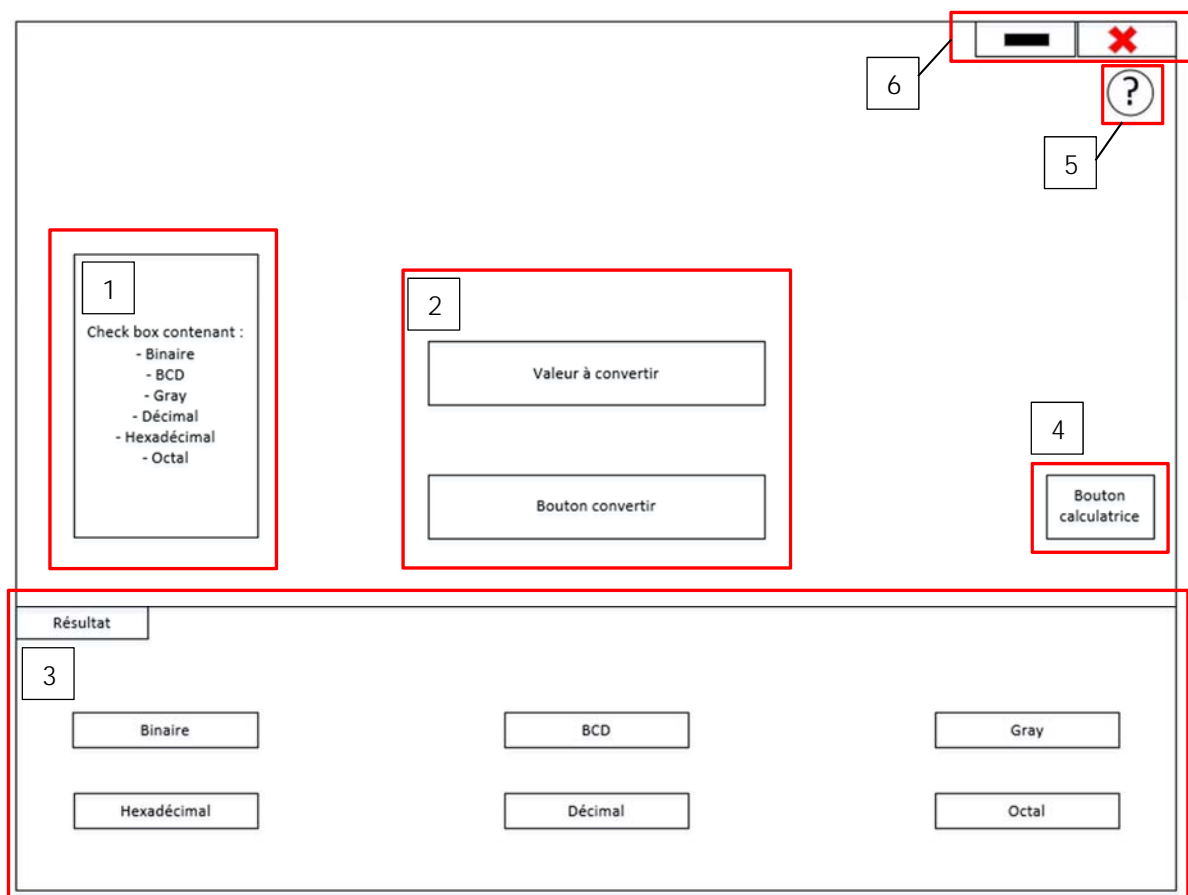 6
?
5
1
Check box contenant :
- Binaire
- BCD
- Gray
- Décimal
- Hexadécimal
- Octal
2
Valeur à convertir
Bouton convertir
4
Bouton
calculatrice
Résultat
3
Binaire
BCD
Gray
Hexadécimal
Décimal
Octal